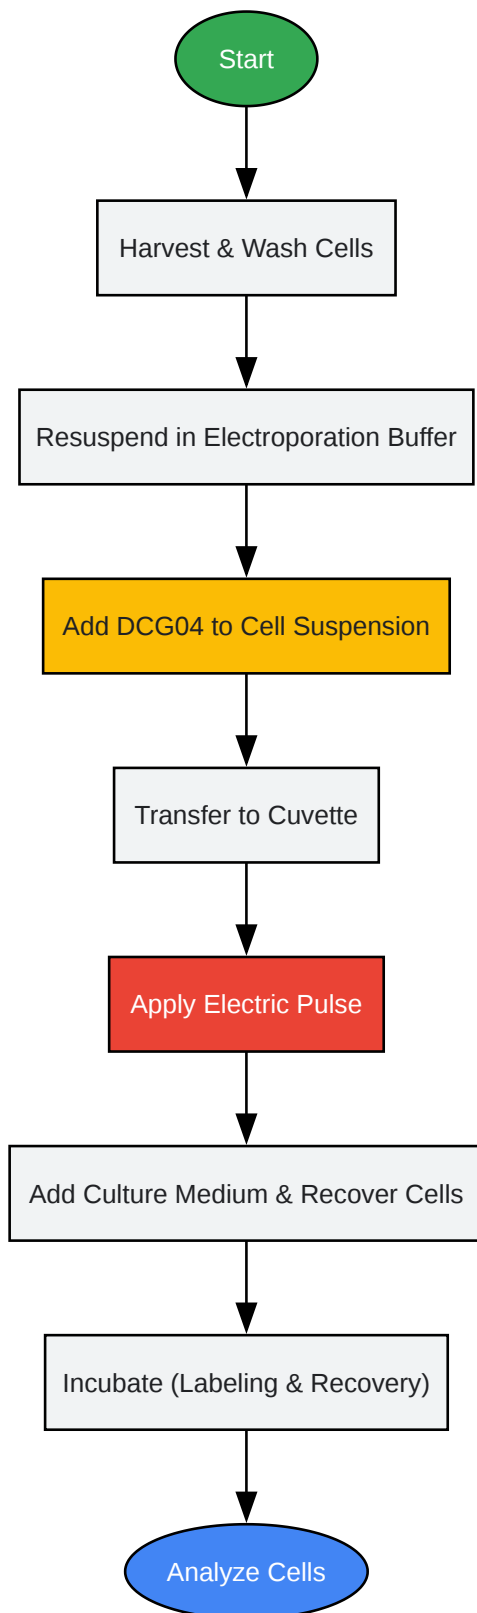 Start
Harvest & Wash Cells
Resuspend in Electroporation Buffer
Add DCG04 to Cell Suspension
Transfer to Cuvette
Apply Electric Pulse
Add Culture Medium & Recover Cells
Incubate (Labeling & Recovery)
Analyze Cells